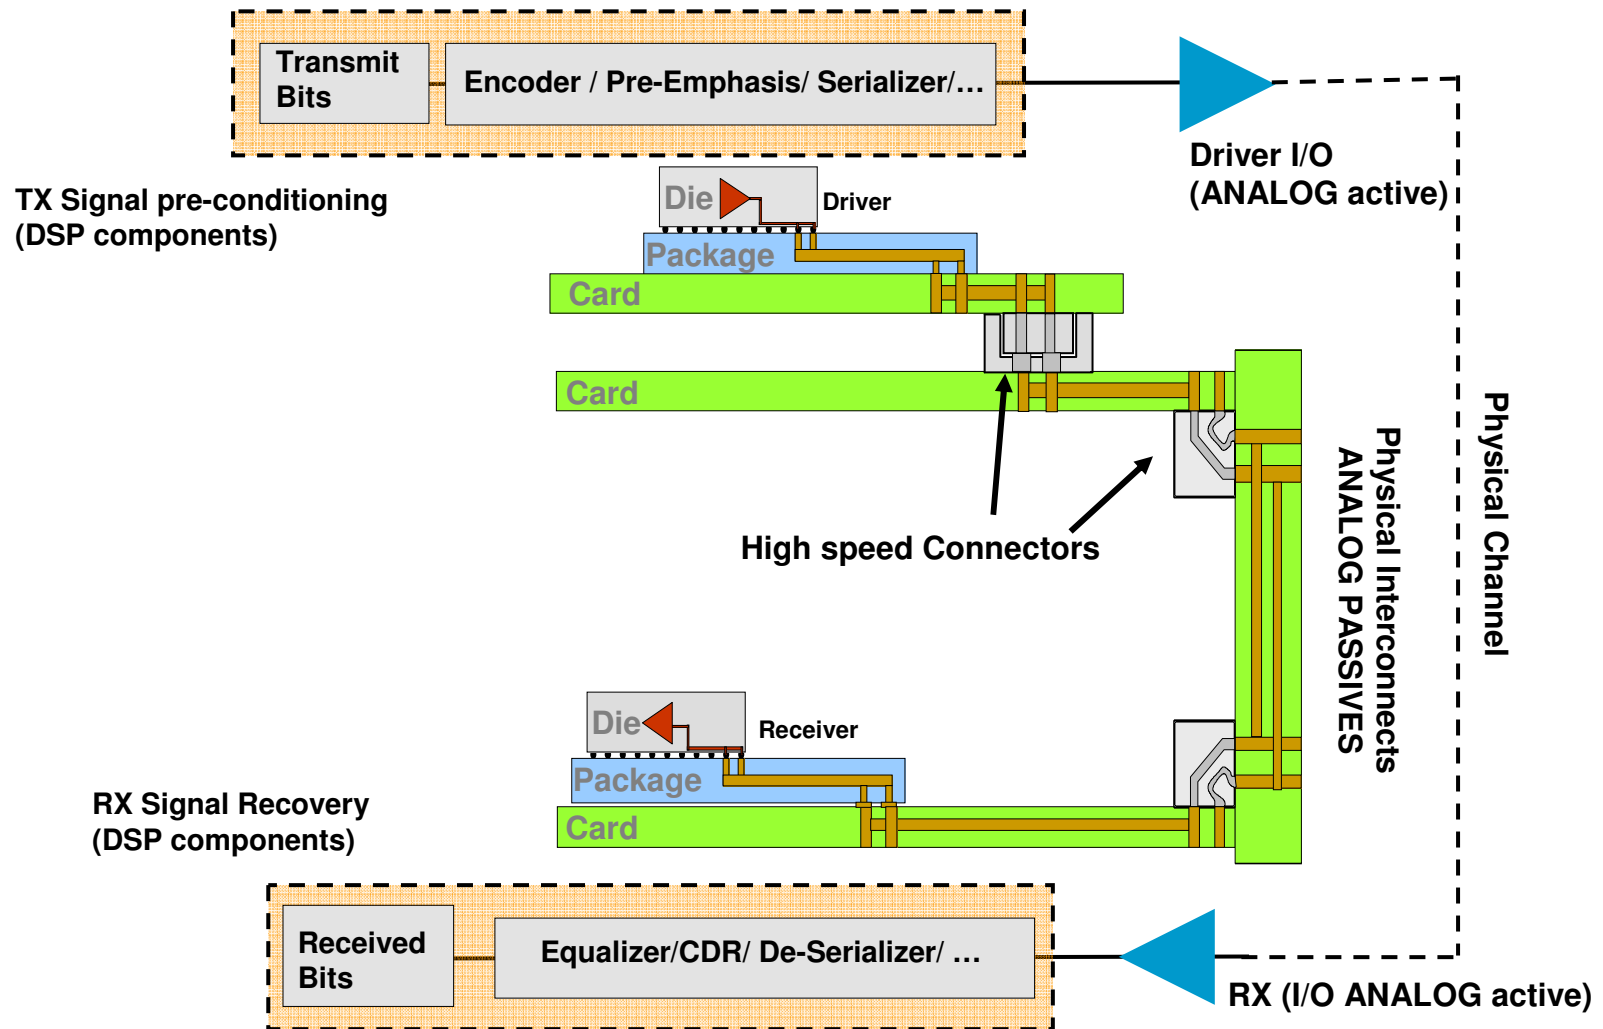 Transmit
Bits
Encoder / Pre-Emphasis/ Serializer/…
Driver I/O
(ANALOG active)
TX Signal pre-conditioning
(DSP components)
Die
Driver
Package
Card
Card
High speed Connectors
Physical Interconnects
ANALOG PASSIVES
Physical Channel
Die
Receiver
Package
Card
RX Signal Recovery
(DSP components)
Received
Bits
Equalizer/CDR/ De-Serializer/ …
RX (I/O ANALOG active)